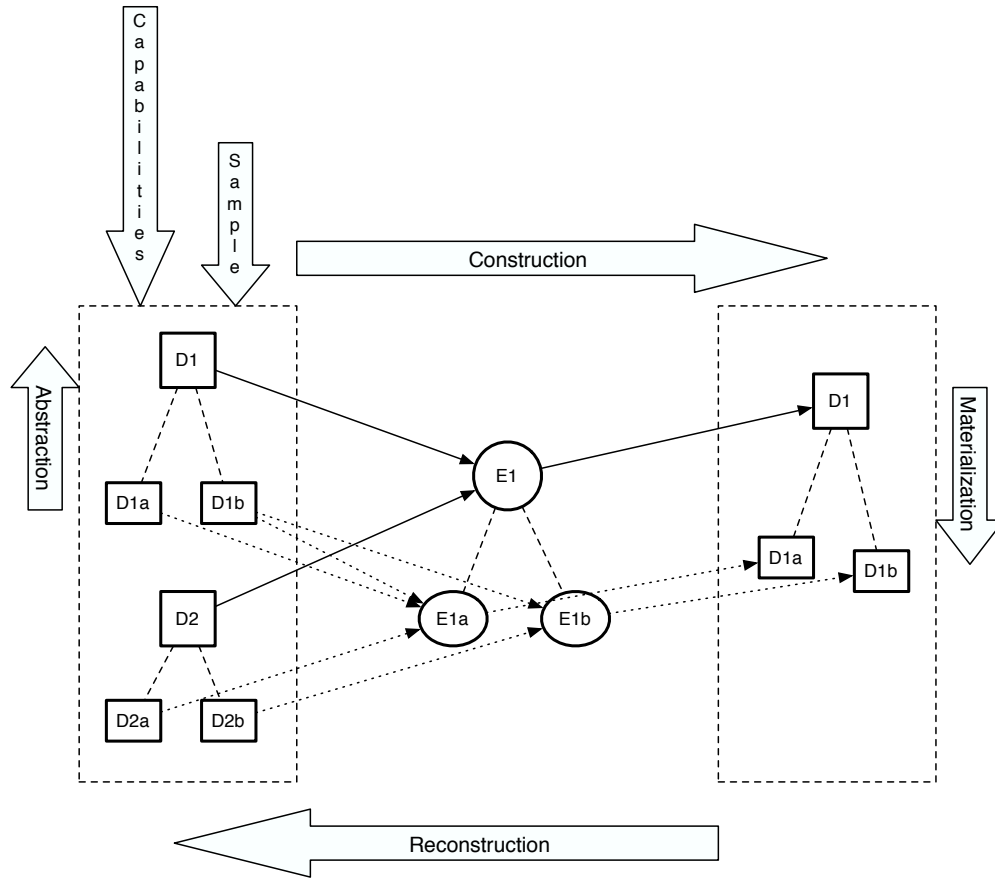 Capabilities
Sample
Construction
D1
Abstraction
D1
Materialization
E1
D1a
D1b
D1a
D1b
D2
E1a
E1b
D2a
D2b
Reconstruction